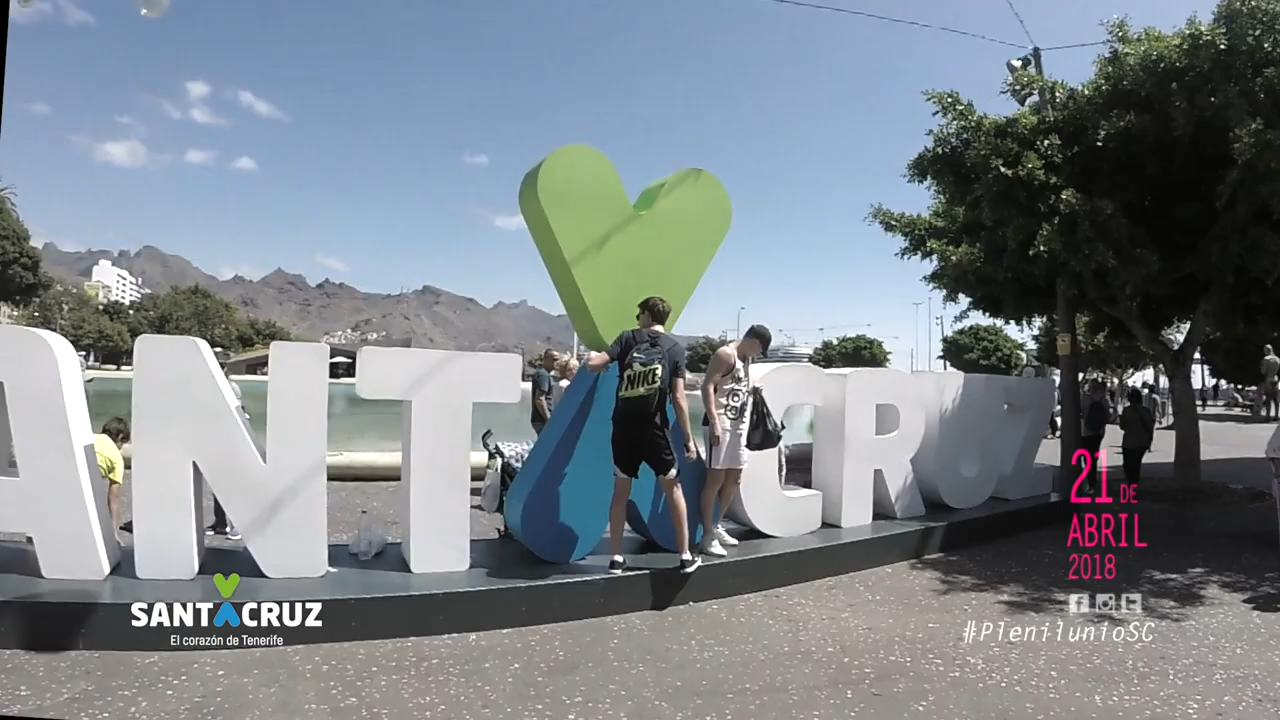 ANT CRUZ
NIKE
21 DE
ABRIL
2018
#PlenilunioSC
SANTACRUZ
El corazón de Tenerife